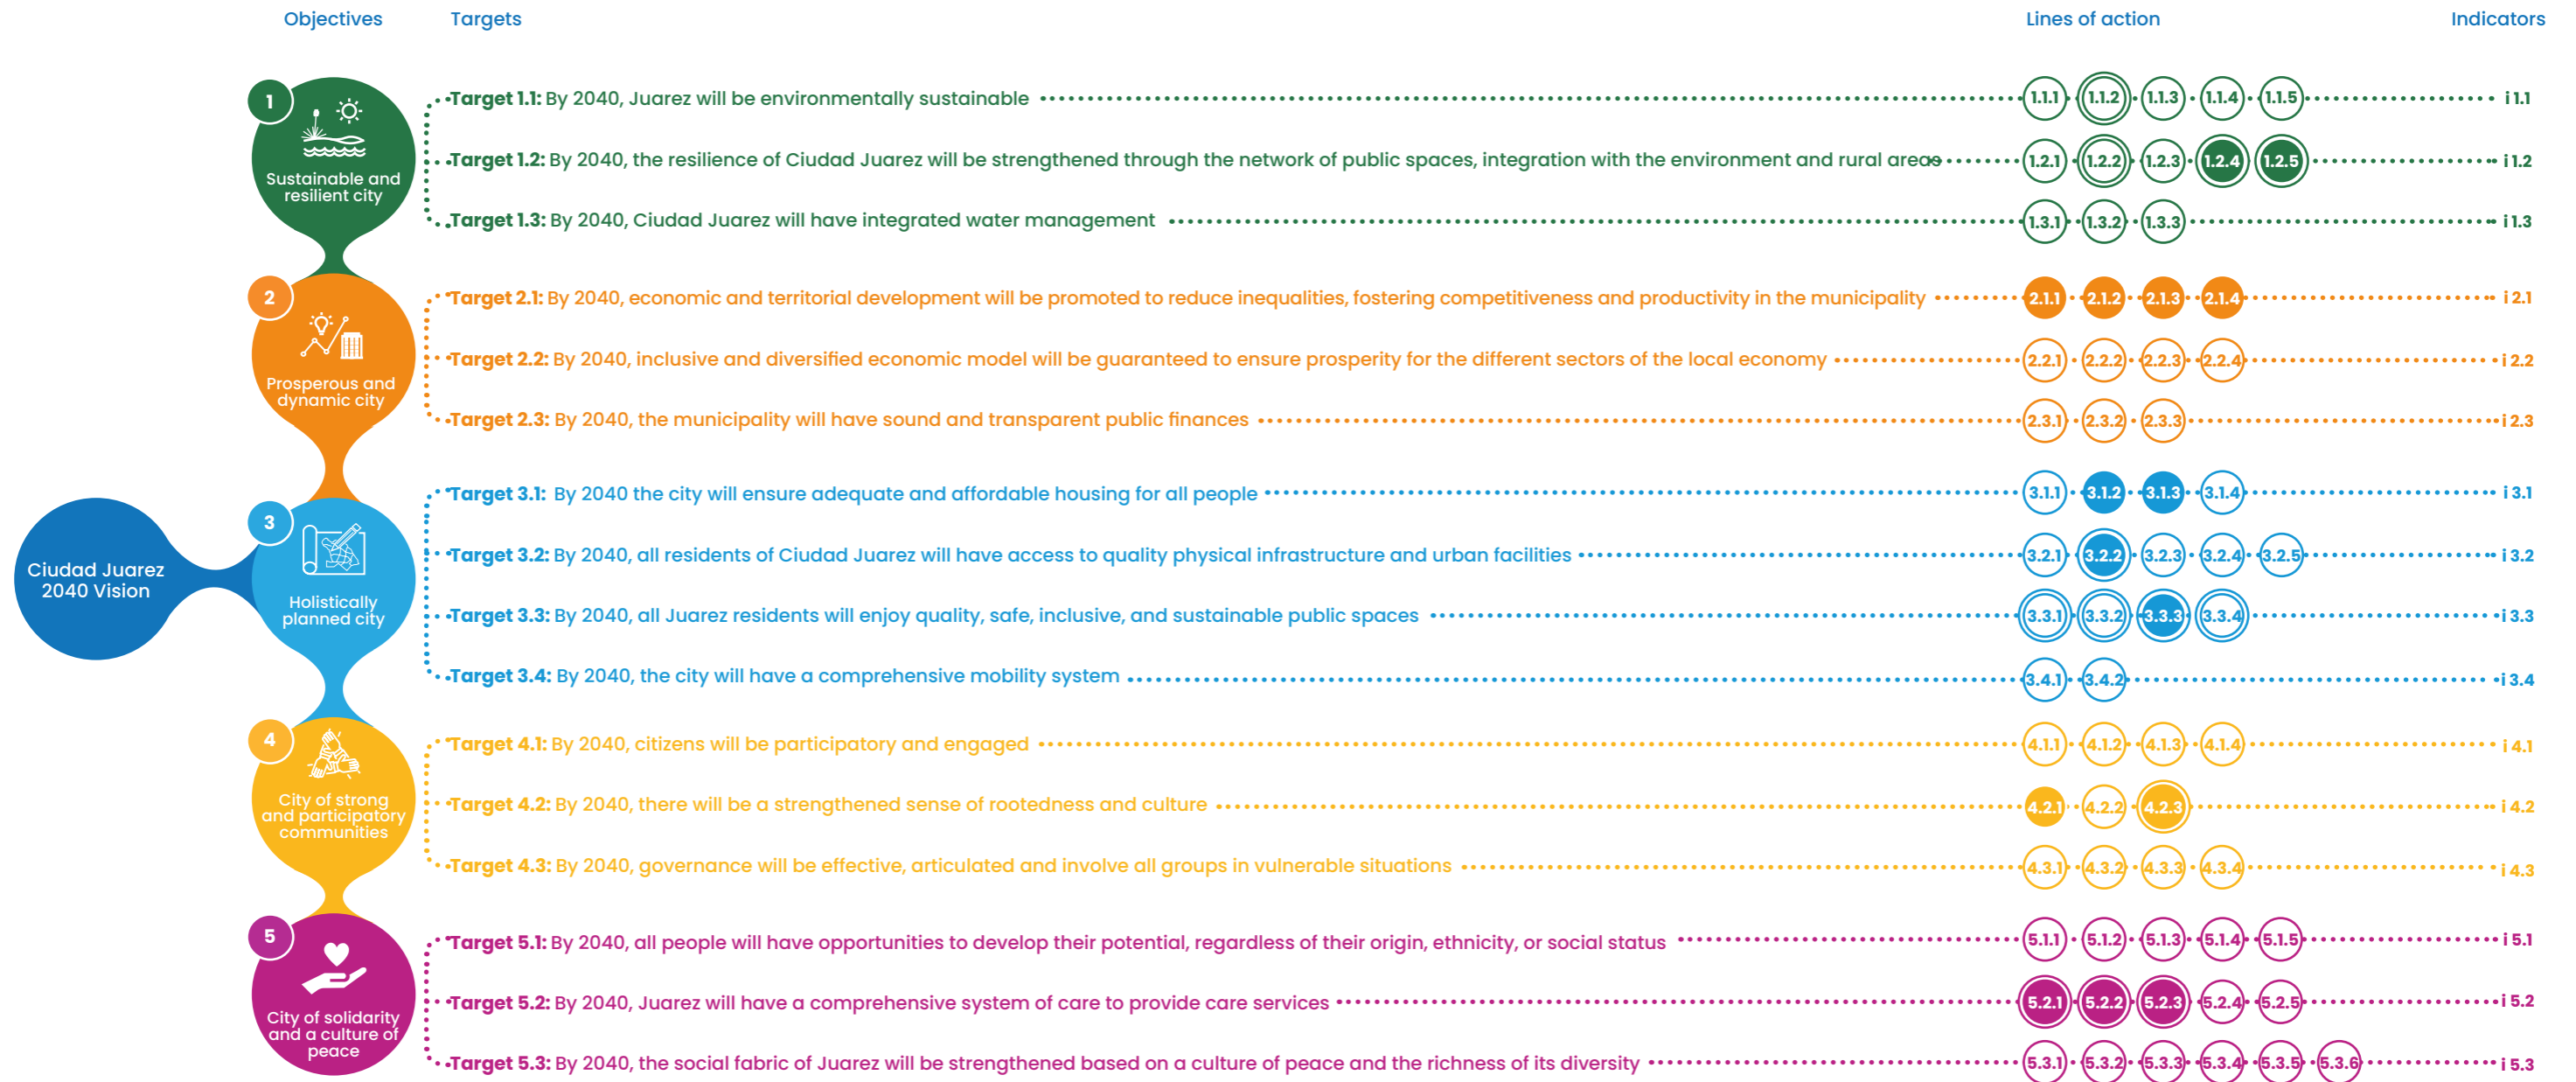 Objectives Targets Lines of action Indicators
Ciudad Juarez
2040 Vision
1
Sustainable and
resilient city
Target 1.1: By 2040, Juarez will be environmentally sustainable 1.1.1 1.1.2 1.1.3 1.1.4 1.1.5 i 1.1
Target 1.2: By 2040, the resilience of Ciudad Juarez will be strengthened through the network of public spaces, integration with the environment and rural areas 1.2.1 1.2.2 1.2.3 1.2.4 1.2.5 i 1.2
Target 1.3: By 2040, Ciudad Juarez will have integrated water management 1.3.1 1.3.2 1.3.3 i 1.3
2
Prosperous and
dynamic city
Target 2.1: By 2040, economic and territorial development will be promoted to reduce inequalities, fostering competitiveness and productivity in the municipality 2.1.1 2.1.2 2.1.3 2.1.4 i 2.1
Target 2.2: By 2040, inclusive and diversified economic model will be guaranteed to ensure prosperity for the different sectors of the local economy 2.2.1 2.2.2 2.2.3 2.2.4 i 2.2
Target 2.3: By 2040, the municipality will have sound and transparent public finances 2.3.1 2.3.2 2.3.3 i 2.3
3
Holistically
planned city
Target 3.1: By 2040 the city will ensure adequate and affordable housing for all people 3.1.1 3.1.2 3.1.3 3.1.4 i 3.1
Target 3.2: By 2040, all residents of Ciudad Juarez will have access to quality physical infrastructure and urban facilities 3.2.1 3.2.2 3.2.3 3.2.4 3.2.5 i 3.2
Target 3.3: By 2040, all Juarez residents will enjoy quality, safe, inclusive, and sustainable public spaces 3.3.1 3.3.2 3.3.3 3.3.4 i 3.3
Target 3.4: By 2040, the city will have a comprehensive mobility system 3.4.1 3.4.2 i 3.4
4
City of strong
and participatory
communities
Target 4.1: By 2040, citizens will be participatory and engaged 4.1.1 4.1.2 4.1.3 4.1.4 i 4.1
Target 4.2: By 2040, there will be a strengthened sense of rootedness and culture 4.2.1 4.2.2 4.2.3 i 4.2
Target 4.3: By 2040, governance will be effective, articulated and involve all groups in vulnerable situations 4.3.1 4.3.2 4.3.3 4.3.4 i 4.3
5
City of solidarity
and a culture of
peace
Target 5.1: By 2040, all people will have opportunities to develop their potential, regardless of their origin, ethnicity, or social status 5.1.1 5.1.2 5.1.3 5.1.4 5.1.5 i 5.1
Target 5.2: By 2040, Juarez will have a comprehensive system of care to provide care services 5.2.1 5.2.2 5.2.3 5.2.4 5.2.5 i 5.2
Target 5.3: By 2040, the social fabric of Juarez will be strengthened based on a culture of peace and the richness of its diversity 5.3.1 5.3.2 5.3.3 5.3.4 5.3.5 5.3.6 i 5.3